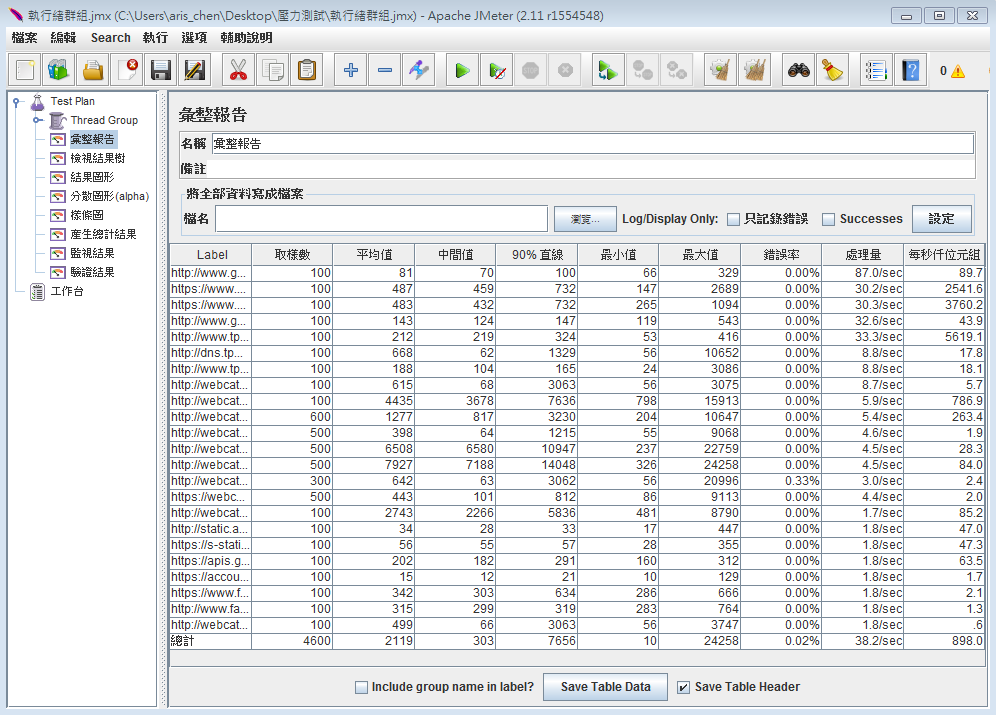 執行緒群組.jmx (C:\Users\aris_chen\Desktop\壓力測試\執行緒群組.jmx) - Apache JMeter (2.11 r1554548)
檔案 編輯 Search 執行 選項 輔助說明
0
Test Plan
Thread Group
彙整報告
檢視結果樹
結果圖形
分散圖形(alpha)
樣條圖
產生總計結果
監視結果
驗證結果
工作台
彙整報告
名稱 彙整報告
備註
將全部資料寫成檔案
檔名 瀏覽... Log/Display Only: 只記錄錯誤 Successes 設定
Label 取樣數 平均值 中間值 90% 直線 最小值 最大值 錯誤率 處理量 每秒仟位元組
http://www.g... 100 81 70 100 66 329 0.00% 87.0/sec 89.7
https://www.... 100 487 459 732 147 2689 0.00% 30.2/sec 2541.6
https://www.... 100 483 432 732 265 1094 0.00% 30.3/sec 3760.2
http://www.g... 100 143 124 147 119 543 0.00% 32.6/sec 43.9
http://www.tp... 100 212 219 324 53 416 0.00% 33.3/sec 5619.1
http://dns.tp... 100 668 62 1329 56 10652 0.00% 8.8/sec 17.8
http://www.tp... 100 188 104 165 24 3086 0.00% 8.8/sec 18.1
http://webcat... 100 615 68 3063 56 3075 0.00% 8.7/sec 5.7
http://webcat... 100 4435 3678 7636 798 15913 0.00% 5.9/sec 786.9
http://webcat... 600 1277 817 3230 204 10647 0.00% 5.4/sec 263.4
http://webcat... 500 398 64 1215 55 9068 0.00% 4.6/sec 1.9
http://webcat... 500 6508 6580 10947 237 22759 0.00% 4.5/sec 28.3
http://webcat... 500 7927 7188 14048 326 24258 0.00% 4.5/sec 84.0
http://webcat... 300 642 63 3062 56 20996 0.33% 3.0/sec 2.4
https://webc... 500 443 101 812 86 9113 0.00% 4.4/sec 2.0
http://webcat... 100 2743 2266 5836 481 8790 0.00% 1.7/sec 85.2
http://static.a... 100 34 28 33 17 447 0.00% 1.8/sec 47.0
https://s-stati... 100 56 55 57 28 355 0.00% 1.8/sec 47.3
https://apis.g... 100 202 182 291 160 312 0.00% 1.8/sec 63.5
https://accou... 100 15 12 21 10 129 0.00% 1.8/sec 1.7
https://www.f... 100 342 303 634 286 666 0.00% 1.8/sec 2.1
http://www.fa... 100 315 299 319 283 764 0.00% 1.8/sec 1.3
http://webcat... 100 499 66 3063 56 3747 0.00% 1.8/sec .6
總計 4600 2119 303 7656 10 24258 0.02% 38.2/sec 898.0
Include group name in label? Save Table Data Save Table Header